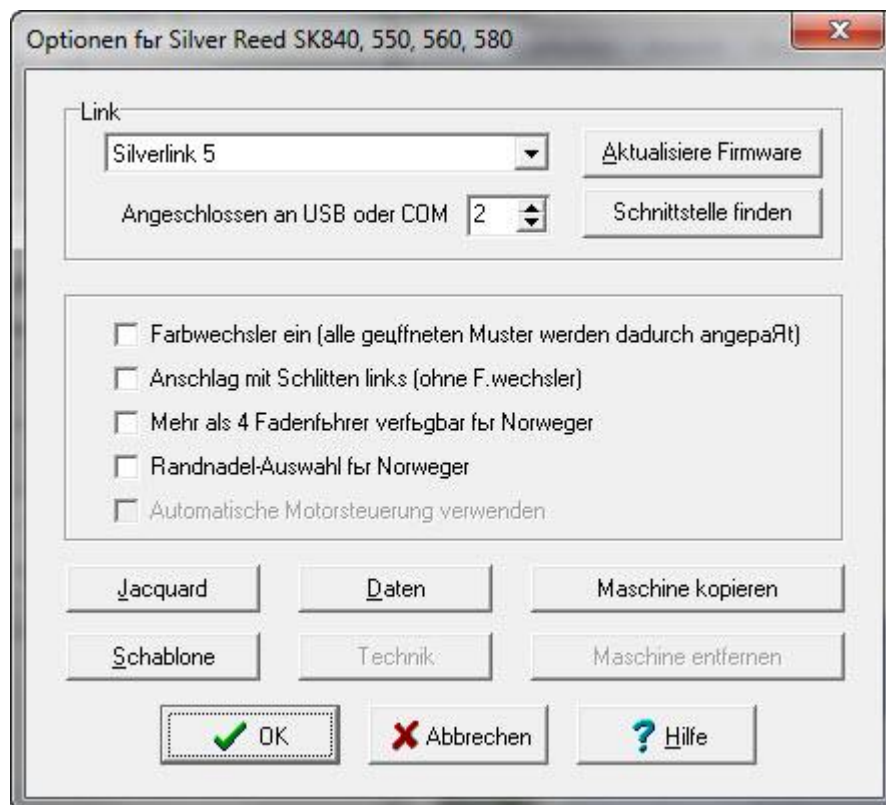 Optionen fьr Silver Reed SK840, 550, 560, 580
Link
Silverlink 5
Aktualisiere Firmware
Angeschlossen an USB oder COM 2
Schnittstelle finden
Farbwechsler ein (alle geцffneten Muster werden dadurch angepaЯt)
Anschlag mit Schlitten links (ohne F.wechsler)
Mehr als 4 Fadenfьhrer verfьgbar fьr Norweger
Randnadel-Auswahl fьr Norweger
Automatische Motorsteuerung verwenden
Jacquard
Daten
Maschine kopieren
Schablone
Technik
Maschine entfernen
OK
Abbrechen
Hilfe